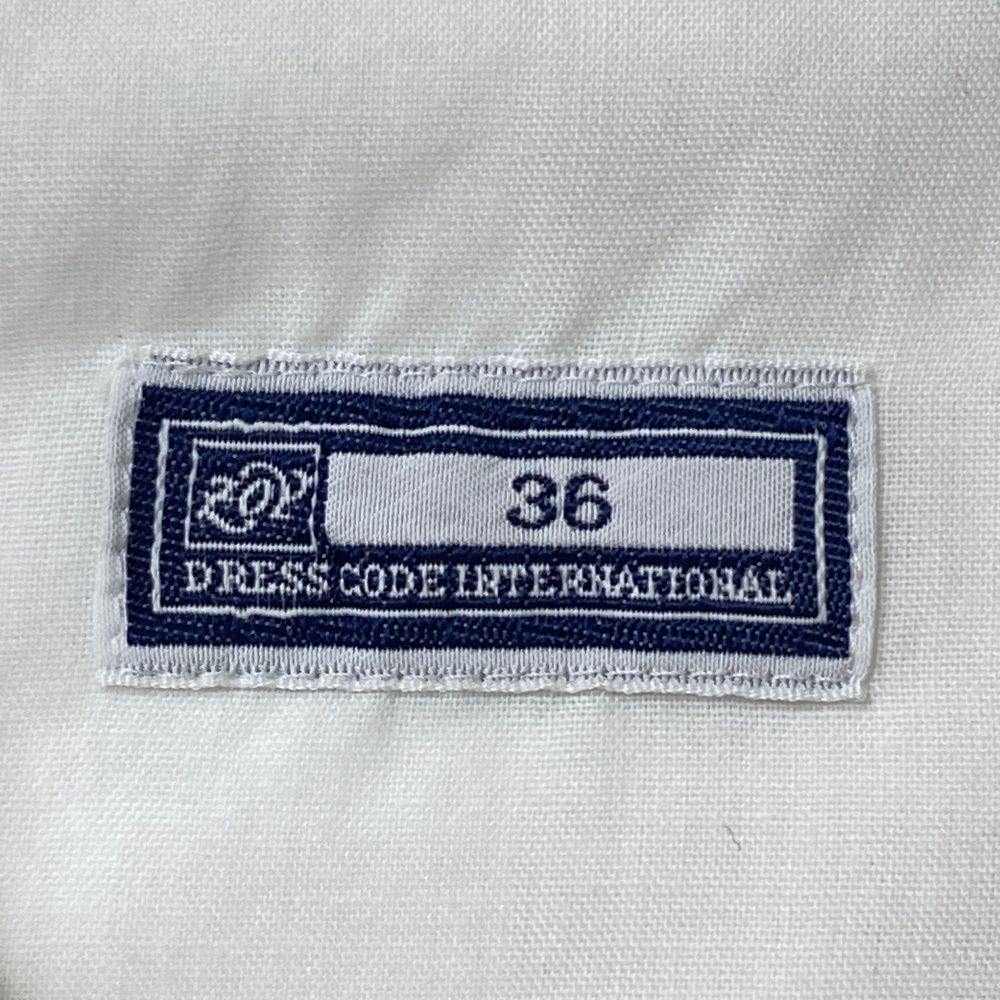 36
DRESS CODE INTERNATIONAL